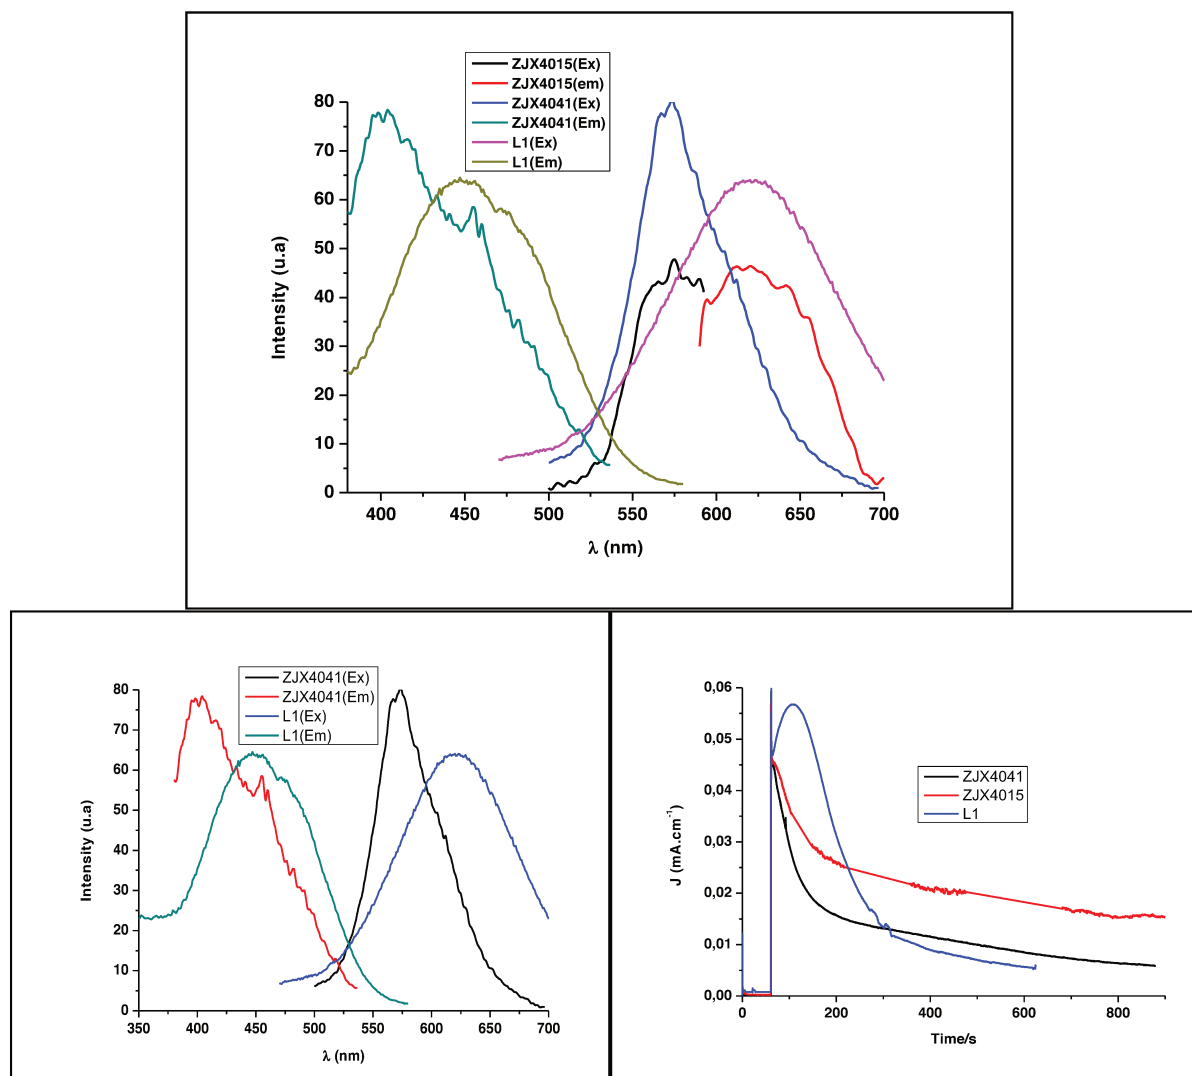 ZJX4015(Ex)
ZJX4015(em)
ZJX4041(Ex)
ZJX4041(Em)
L1(Ex)
L1(Em)
80
70
60
50
40
30
20
10
0
Intensity (u.a)
400 450 500 550 600 650 700
λ (nm)
ZJX4041(Ex)
ZJX4041(Em)
L1(Ex)
L1(Em)
80
70
60
50
40
30
20
10
0
Intensity (u.a)
350 400 450 500 550 600 650 700
λ (nm)
0,06
0,05
0,04
0,03
0,02
0,01
0,00
J (mA.cm⁻¹)
ZJX4041
ZJX4015
L1
0 200 400 600 800
Time/s